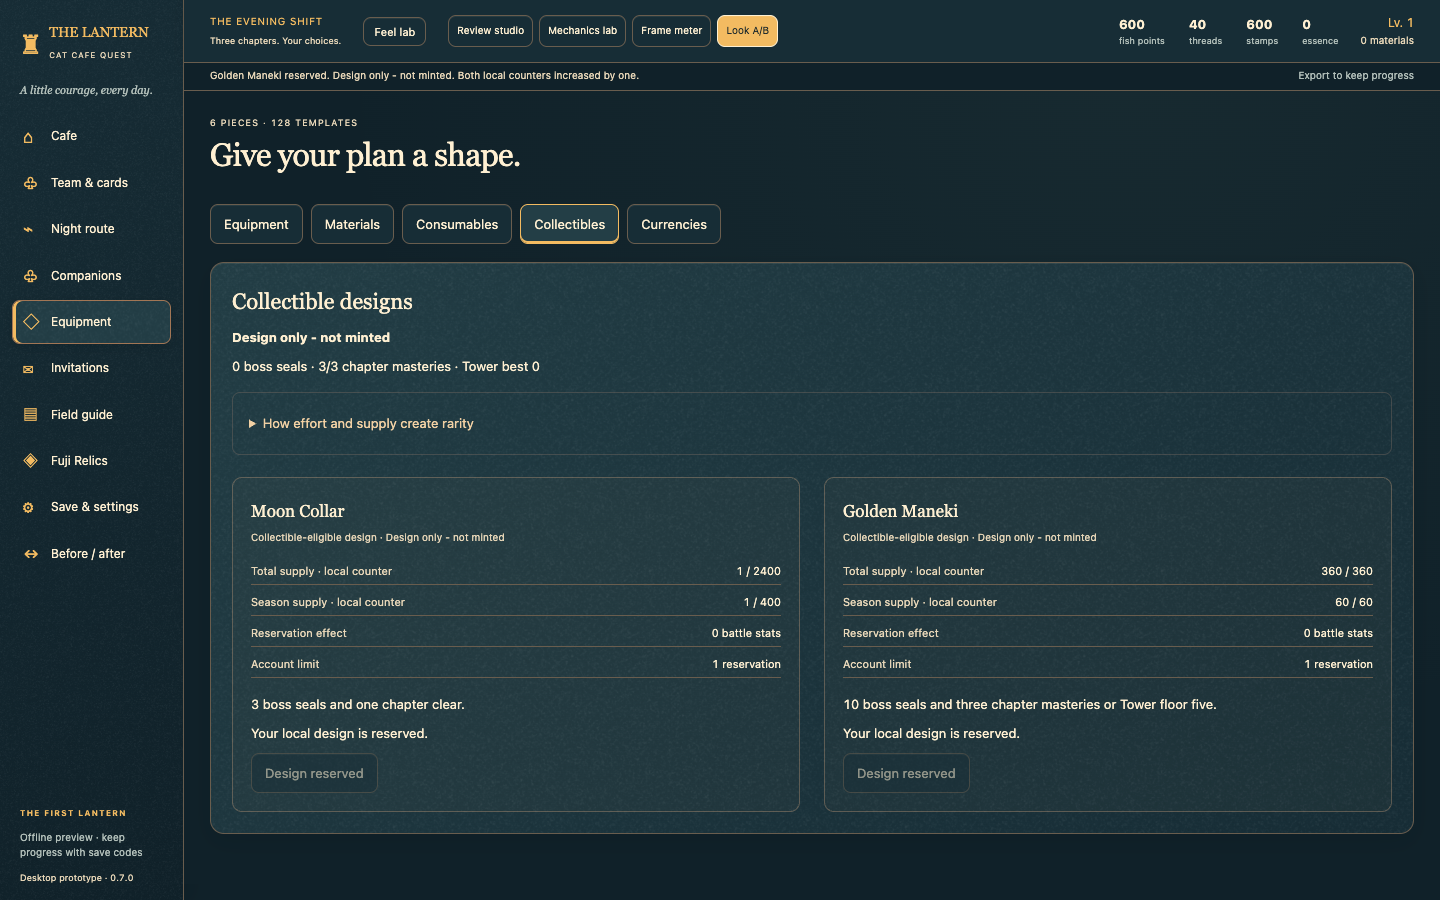 THE LANTERN
CAT CAFE QUEST
A little courage, every day.
Cafe
Team & cards
Night route
Companions
Equipment
Invitations
Field guide
Fuji Relics
Save & settings
Before / after
THE FIRST LANTERN
Offline preview · keep
progress with save codes
Desktop prototype · 0.7.0
THE EVENING SHIFT
Three chapters. Your choices.
Feel lab
Review studio
Mechanics lab
Frame meter
Look A/B
600 fish points
40 threads
600 stamps
0 essence
Lv. 1
0 materials
Golden Maneki reserved. Design only - not minted. Both local counters increased by one.
Export to keep progress
6 PIECES · 128 TEMPLATES
Give your plan a shape.
Equipment
Materials
Consumables
Collectibles
Currencies
Collectible designs
Design only - not minted
0 boss seals · 3/3 chapter masteries · Tower best 0
How effort and supply create rarity
Moon Collar
Collectible-eligible design · Design only - not minted
Total supply · local counter 1 / 2400
Season supply · local counter 1 / 400
Reservation effect 0 battle stats
Account limit 1 reservation
3 boss seals and one chapter clear.
Your local design is reserved.
Design reserved
Golden Maneki
Collectible-eligible design · Design only - not minted
Total supply · local counter 360 / 360
Season supply · local counter 60 / 60
Reservation effect 0 battle stats
Account limit 1 reservation
10 boss seals and three chapter masteries or Tower floor five.
Your local design is reserved.
Design reserved